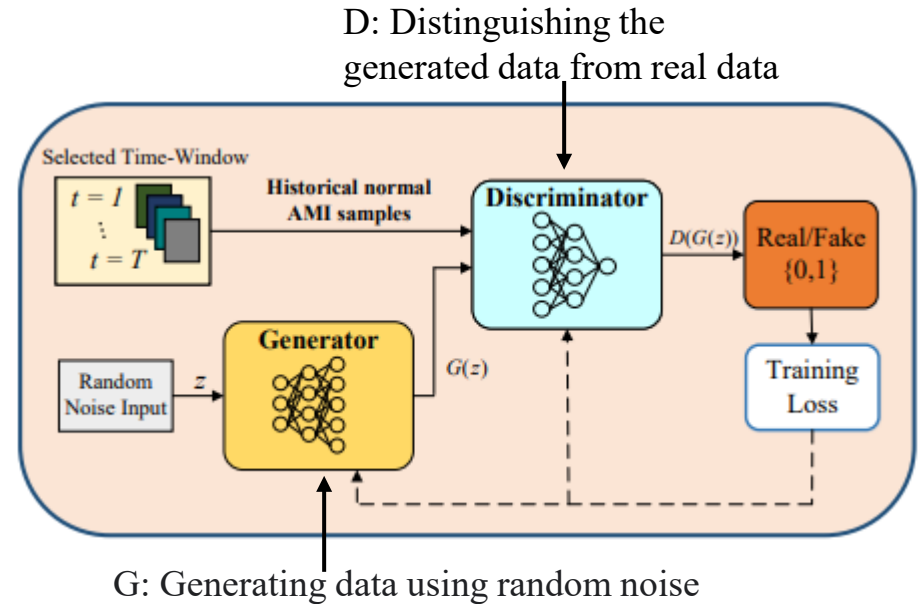 D: Distinguishing the
generated data from real data
Selected Time-Window
t = 1
⋱
t = T
Historical normal
AMI samples
Discriminator
D(G(z))
Real/Fake
{0,1}
Generator
G(z)
Random
Noise Input
z
Training
Loss
G: Generating data using random noise